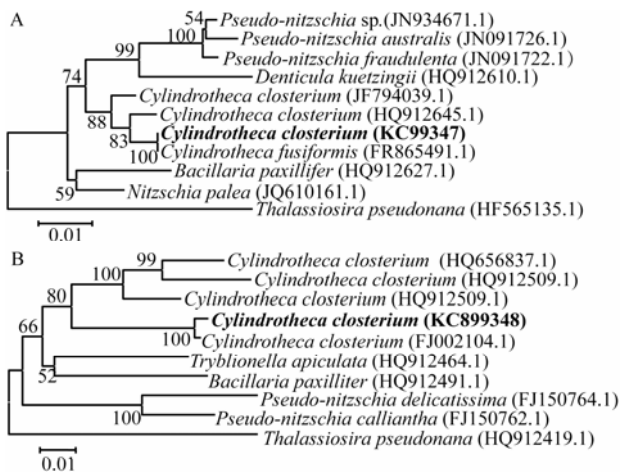 A
54
Pseudo-nitzschia sp.(JN934671.1)
100
Pseudo-nitzschia australis (JN091726.1)
99
Pseudo-nitzschia fraudulenta (JN091722.1)
74
Denticula kuetzingii (HQ912610.1)
Cylindrotheca closterium (JF794039.1)
88
Cylindrotheca closterium (HQ912645.1)
83
Cylindrotheca closterium (KC99347)
100
Cylindrotheca fusiformis (FR865491.1)
Bacillaria paxillifer (HQ912627.1)
59
Nitzschia palea (JQ610161.1)
Thalassiosira pseudonana (HF565135.1)
0.01
B
99
Cylindrotheca closterium (HQ656837.1)
100
Cylindrotheca closterium (HQ912509.1)
80
Cylindrotheca closterium (HQ912509.1)
Cylindrotheca closterium (KC899348)
66
100
Cylindrotheca closterium (FJ002104.1)
Tryblionella apiculata (HQ912464.1)
52
Bacillaria paxilliter (HQ912491.1)
Pseudo-nitzschia delicatissima (FJ150764.1)
100
Pseudo-nitzschia calliantha (FJ150762.1)
Thalassiosira pseudonana (HQ912419.1)
0.01